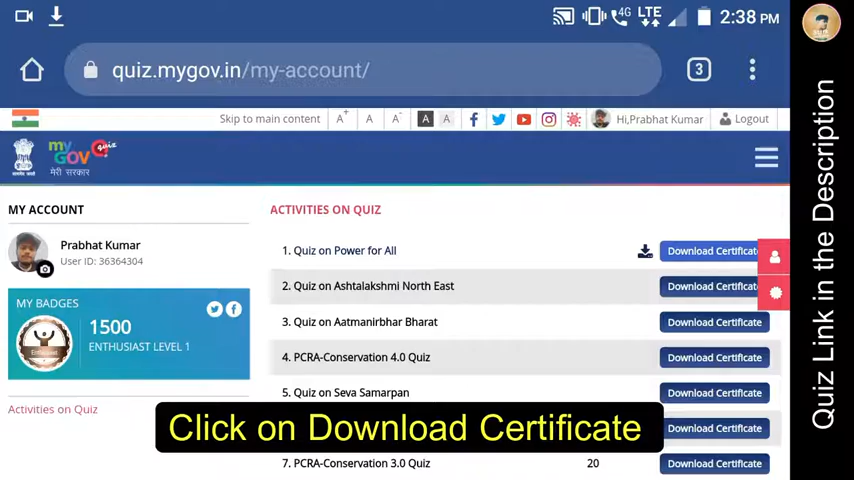 4G LTE 2:38 PM
quiz.mygov.in/my-account/
3
Skip to main content A+ A A- A A Hi,Prabhat Kumar Logout
my GOV quiz
मेरी सरकार
MY ACCOUNT
Prabhat Kumar
User ID: 36364304
MY BADGES
1500
ENTHUSIAST LEVEL 1
Enthusiast
Activities on Quiz
ACTIVITIES ON QUIZ
1. Quiz on Power for All Download Certificate
2. Quiz on Ashtalakshmi North East Download Certificate
3. Quiz on Aatmanirbhar Bharat Download Certificate
4. PCRA-Conservation 4.0 Quiz Download Certificate
5. Quiz on Seva Samarpan Download Certificate
Download Certificate
7. PCRA-Conservation 3.0 Quiz 20 Download Certificate
Click on Download Certificate
Quiz Link in the Description